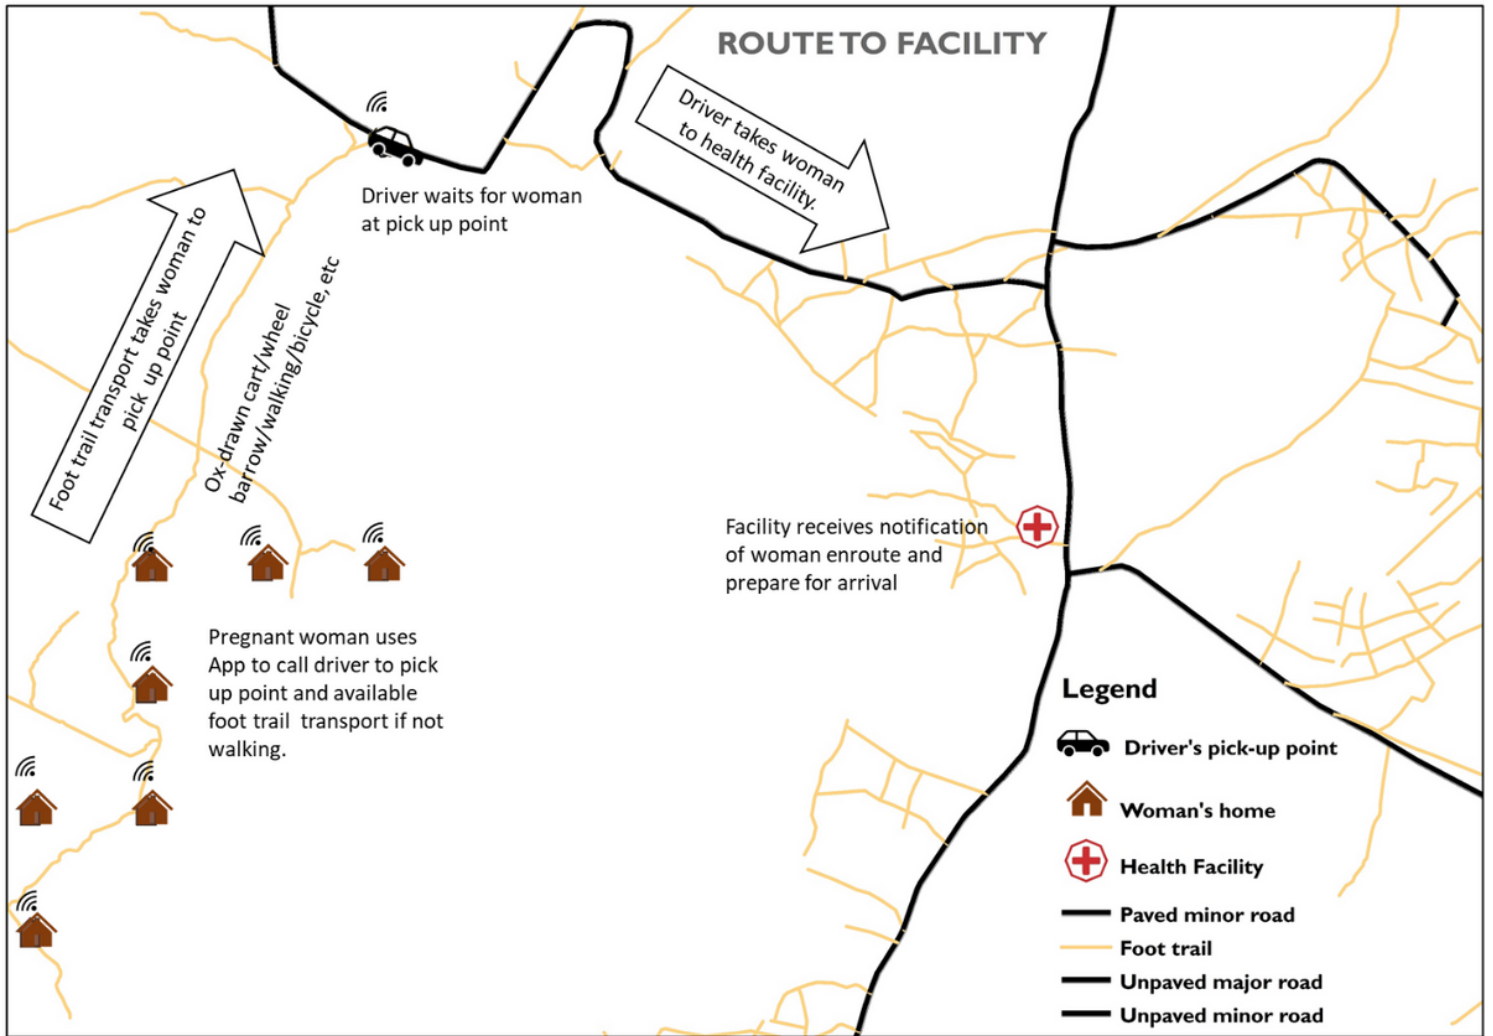 ROUTE TO FACILITY
Driver takes woman
to health facility.
Driver waits for woman
at pick up point
Foot trail transport takes woman to
pick up point
Ox-drawn cart/wheel
barrow/walking/bicycle, etc
Facility receives notification
of woman enroute and
prepare for arrival
Pregnant woman uses
App to call driver to pick
up point and available
foot trail transport if not
walking.
Legend
Driver's pick-up point
Woman's home
Health Facility
Paved minor road
Foot trail
Unpaved major road
Unpaved minor road